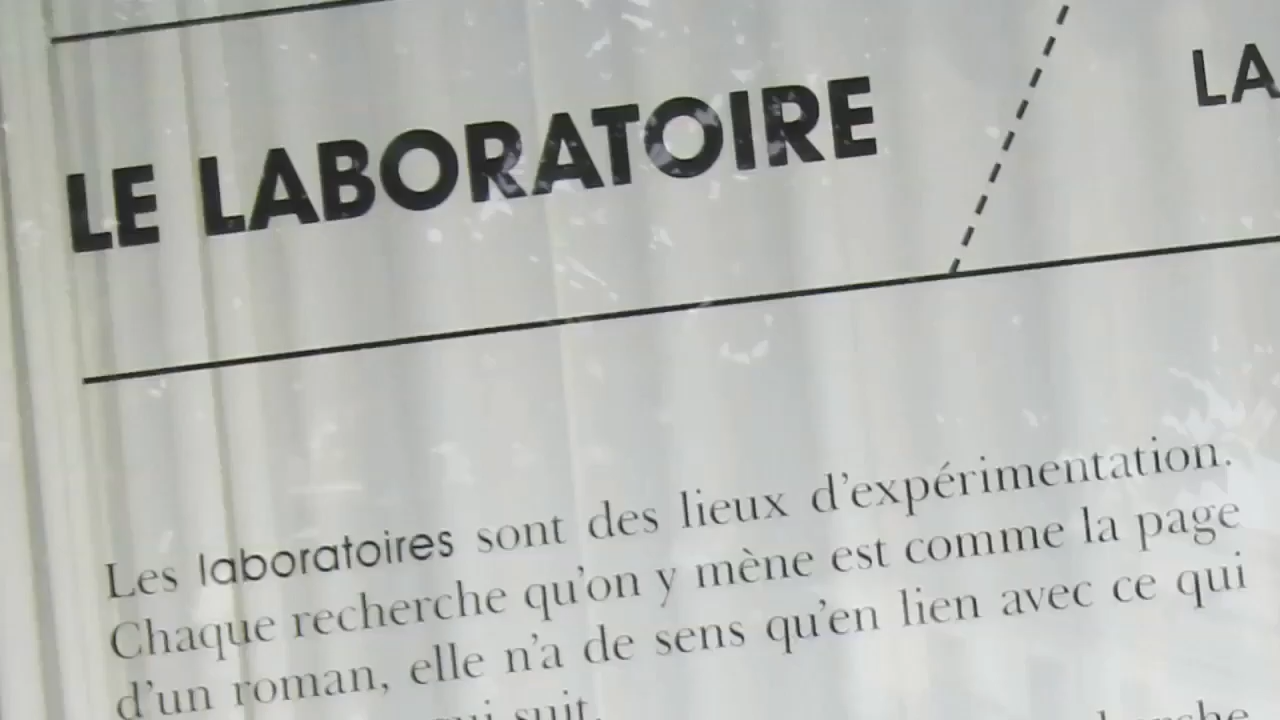 LE LABORATOIRE
LA
Les laboratoires sont des lieux d'expérimentation.
Chaque recherche qu'on y mène est comme la page
d'un roman, elle n'a de sens qu'en lien avec ce qui
suit.